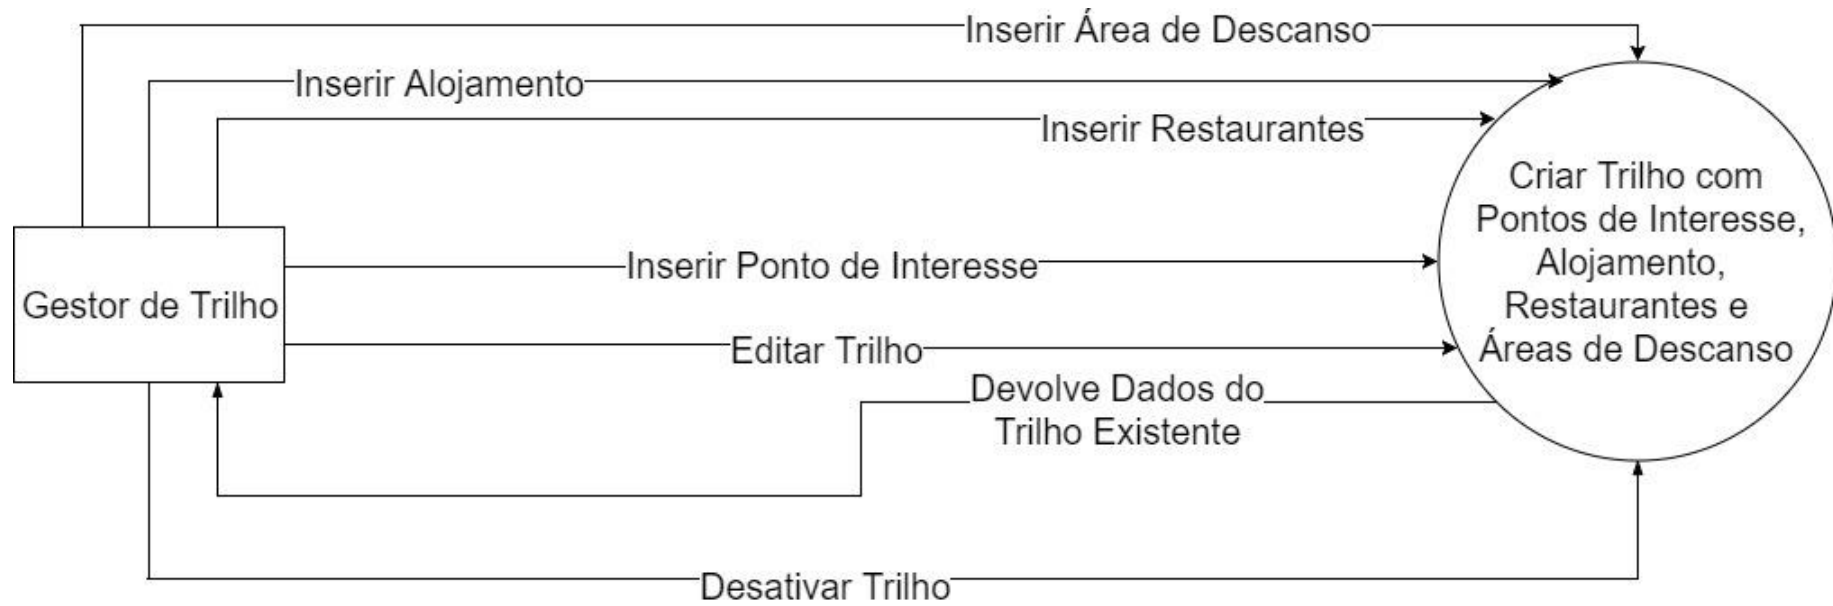 Inserir Área de Descanso
Inserir Alojamento
Inserir Restaurantes
Criar Trilho com
Pontos de Interesse,
Alojamento,
Restaurantes e
Áreas de Descanso
Inserir Ponto de Interesse
Gestor de Trilho
Editar Trilho
Devolve Dados do
Trilho Existente
Desativar Trilho